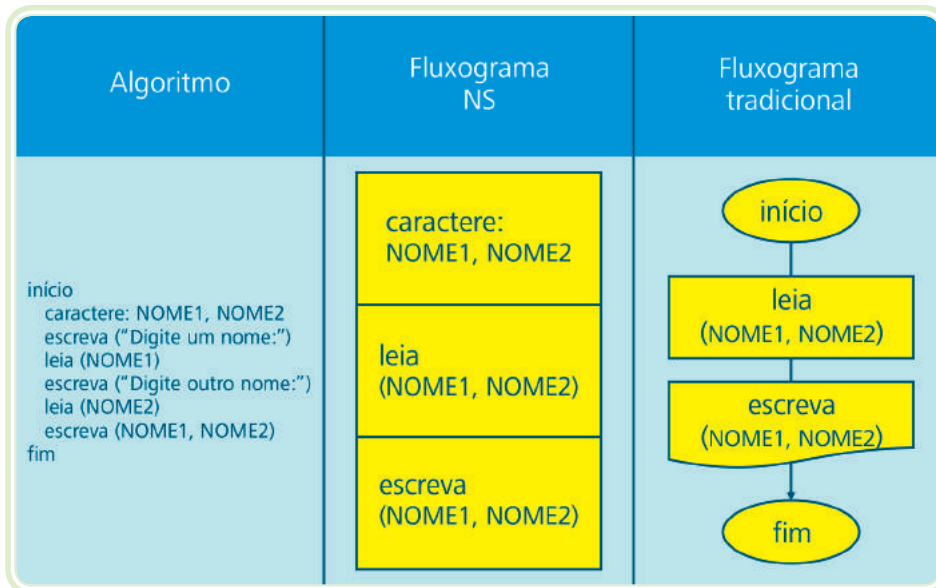 Algoritmo
início
caractere: NOME1, NOME2
escreva (“Digite um nome:”)
leia (NOME1)
escreva (“Digite outro nome:”)
leia (NOME2)
escreva (NOME1, NOME2)
fim
Fluxograma
NS
caractere:
NOME1, NOME2
leia
(NOME1, NOME2)
escreva
(NOME1, NOME2)
Fluxograma
tradicional
início
leia
(NOME1, NOME2)
escreva
(NOME1, NOME2)
fim